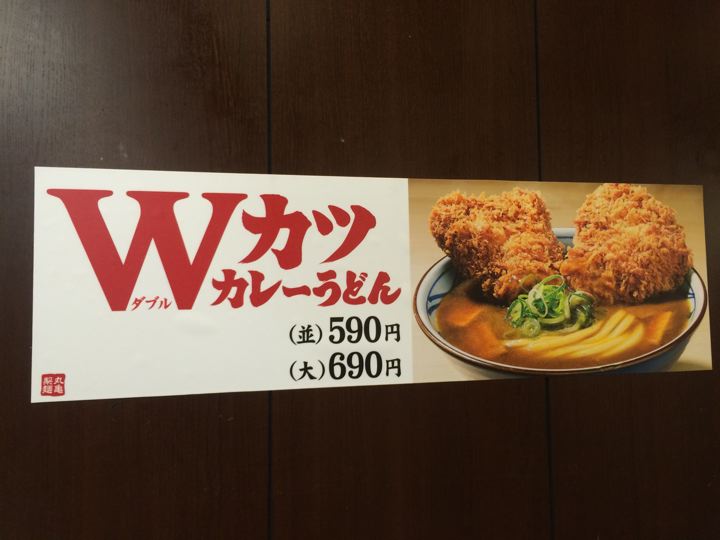 Wカツ
ダブル
カレーうどん
(並)590円
(大)690円
丸亀
製麺